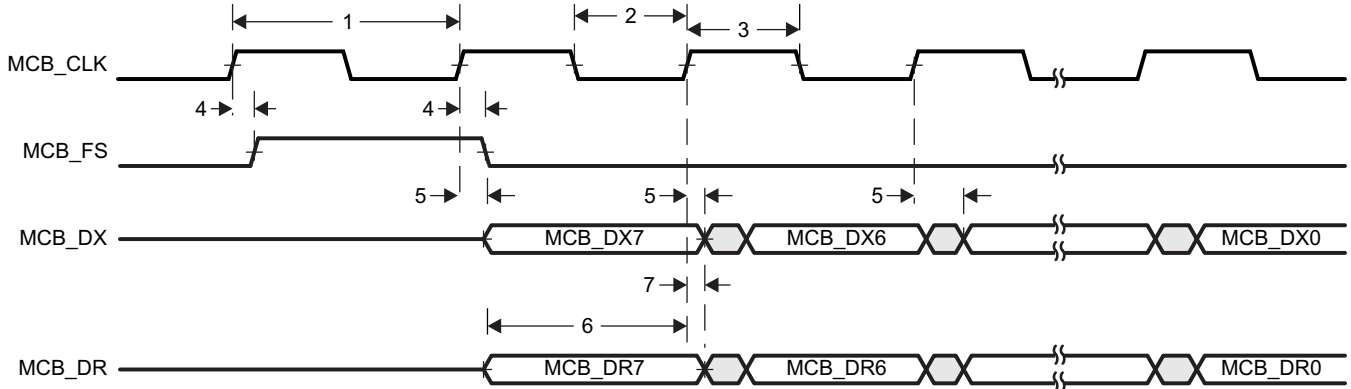 1 2 3
MCB_CLK
4 4
MCB_FS
5 5 5
MCB_DX MCB_DX7 MCB_DX6 MCB_DX0
7
6
MCB_DR MCB_DR7 MCB_DR6 MCB_DR0